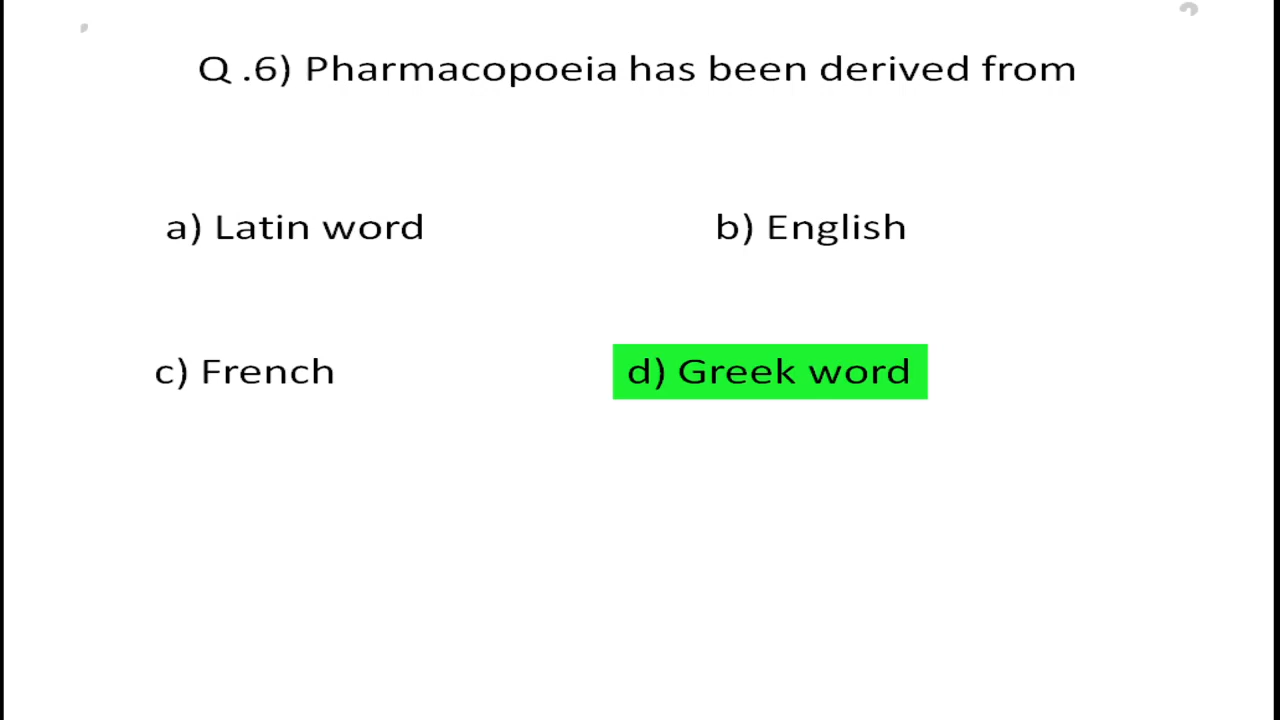 Q .6) Pharmacopoeia has been derived from
a) Latin word
b) English
c) French
d) Greek word